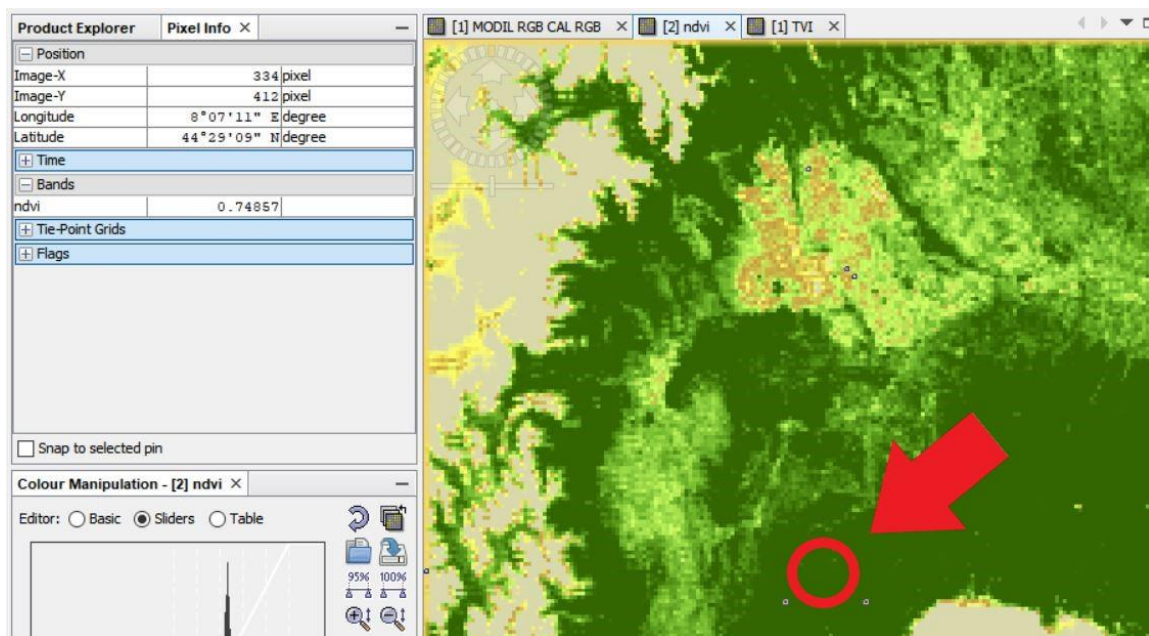 Product Explorer Pixel Info ×
Position
Image-X 334 pixel
Image-Y 412 pixel
Longitude 8°07'11" E degree
Latitude 44°29'09" N degree
Time
Bands
ndvi 0.74857
Tie-Point Grids
Flags
Snap to selected pin
Colour Manipulation - [2] ndvi ×
Editor: Basic Sliders Table
95% 100%
[1] MODIL RGB CAL RGB × [2] ndvi × [1] TVI ×